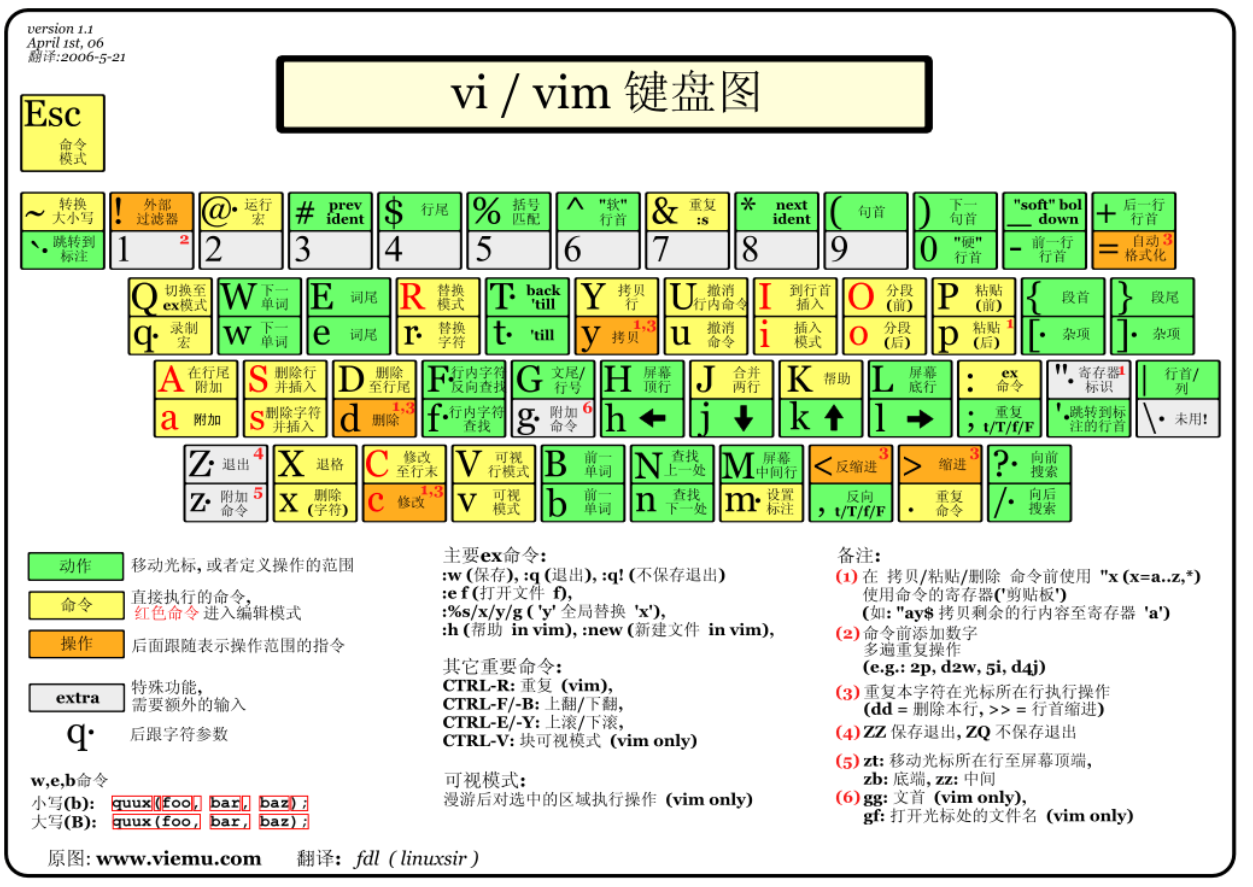 version 1.1
April 1st, 06
翻译:2006-5-21
vi / vim 键盘图
Esc
命令
模式
~ 转换
大小写
! 外部
过滤器
@· 运行
宏
# prev
ident
$ 行尾
% 括号
匹配
^ "软"
行首
& 重复
:s
* next
ident
( 句首
) 下一
句首
_ "soft" bol
down
+ 后一行
行首
`· 跳转到
标注
1 2
2
3
4
5
6
7
8
9
0 "硬"
行首
- 前一行
行首
= 自动 3
格式化
Q 切换至
ex模式
W 下一
单词
E 词尾
R 替换
模式
T· back
'till
Y 拷贝
行
U 撤消
行内命令
I 到行首
插入
O 分段
(前)
P 粘贴
(前)
{ 段首
} 段尾
q· 录制
宏
w 下一
单词
e 词尾
r· 替换
字符
t· 'till
y 拷贝 1,3
u 撤消
命令
i 插入
模式
o 分段
(后)
p 粘贴 1
(后)
[· 杂项
]· 杂项
A 在行尾
附加
S 删除行
并插入
D 删除
至行尾
F· 行内字符
反向查找
G 文尾/
行号
H 屏幕
顶行
J 合并
两行
K 帮助
L 屏幕
底行
: ex
命令
"· 寄存器 1
标识
| 行首/
列
a 附加
s 删除字符
并插入
d 删除 1,3
f· 行内字符
查找
g· 附加 6
命令
h ←
j ↓
k ↑
l →
; 重复
t/T/f/F
'· 跳转到标
注的行首
\· 未用!
Z· 退出 4
X 退格
C 修改
至行末
V 可视
行模式
B 前一
单词
N 查找
上一处
M 屏幕
中间行
< 反缩进 3
> 缩进 3
?· 向前
搜索
z· 附加 5
命令
x 删除
(字符)
c 修改 1,3
v 可视
模式
b 前一
单词
n 查找
下一处
m· 设置
标注
, 反向
t/T/f/F
. 重复
命令
/· 向后
搜索
动作 移动光标, 或者定义操作的范围
命令 直接执行的命令,
红色命令 进入编辑模式
操作 后面跟随表示操作范围的指令
extra 特殊功能,
需要额外的输入
q· 后跟字符参数
w,e,b命令
小写(b): quux(foo, bar, baz);
大写(B): quux(foo, bar, baz);
主要ex命令:
:w (保存), :q (退出), :q! (不保存退出)
:e f (打开文件 f),
:%s/x/y/g ( 'y' 全局替换 'x'),
:h (帮助 in vim), :new (新建文件 in vim),
其它重要命令:
CTRL-R: 重复 (vim),
CTRL-F/-B: 上翻/下翻,
CTRL-E/-Y: 上滚/下滚,
CTRL-V: 块可视模式 (vim only)
可视模式:
漫游后对选中的区域执行操作 (vim only)
备注:
(1) 在 拷贝/粘贴/删除 命令前使用 "x (x=a..z,*)
使用命令的寄存器('剪贴板')
(如: "ay$ 拷贝剩余的行内容至寄存器 'a')
(2) 命令前添加数字
多遍重复操作
(e.g.: 2p, d2w, 5i, d4j)
(3) 重复本字符在光标所在行执行操作
(dd = 删除本行, >> = 行首缩进)
(4) ZZ 保存退出, ZQ 不保存退出
(5) zt: 移动光标所在行至屏幕顶端,
zb: 底端, zz: 中间
(6) gg: 文首 (vim only),
gf: 打开光标处的文件名 (vim only)
原图: www.viemu.com 翻译: fdl ( linuxsir )